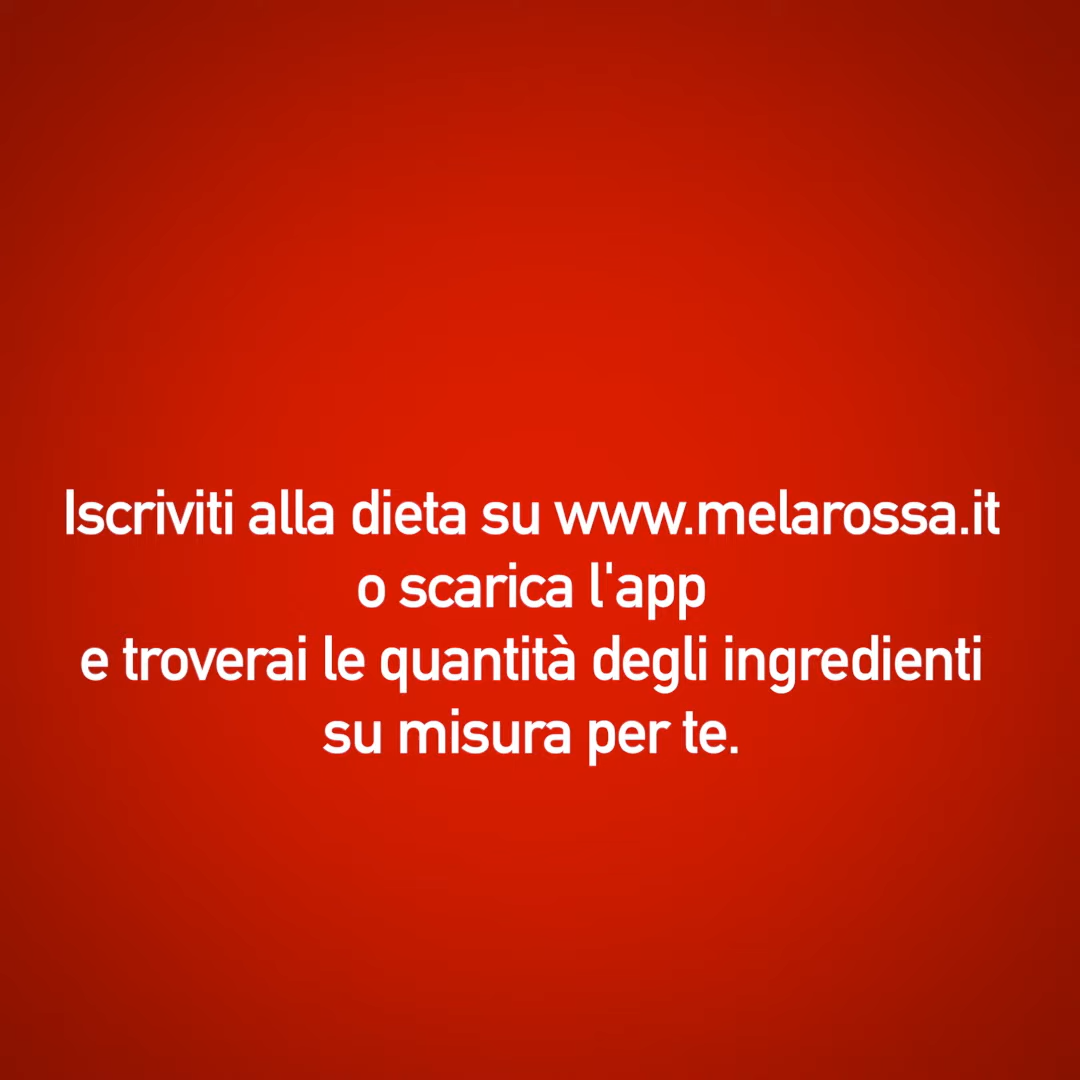 Iscriviti alla dieta su www.melarossa.it
o scarica l'app
e troverai le quantità degli ingredienti
su misura per te.